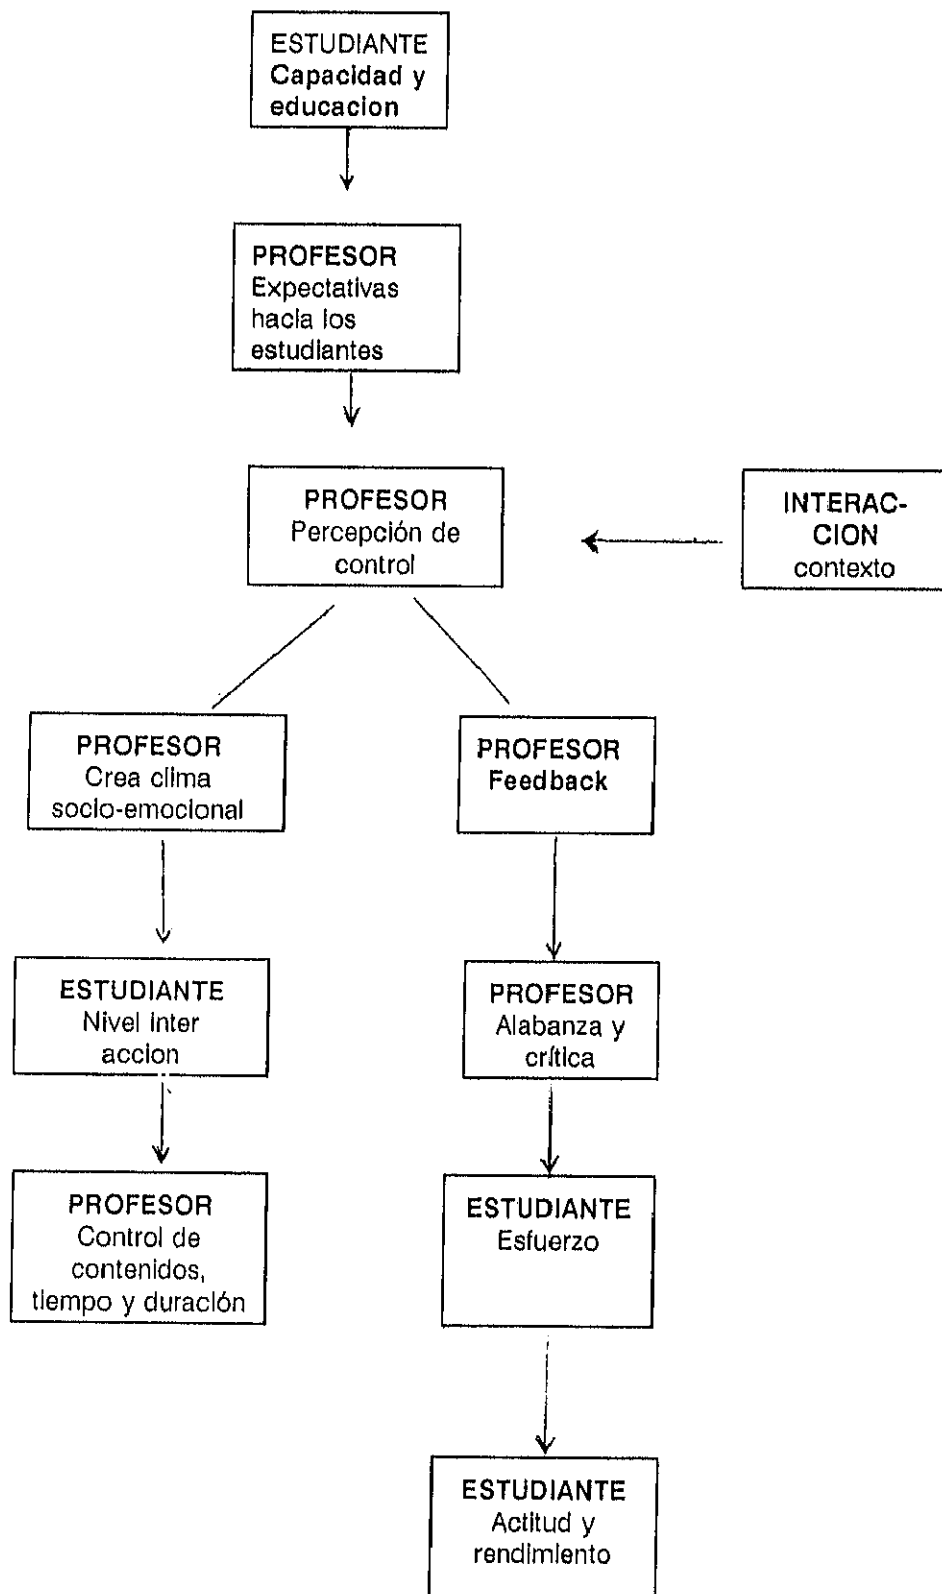 ESTUDIANTE
Capacidad y
educacion
PROFESOR
Expectativas
hacia los
estudiantes
PROFESOR
Percepción de
control
INTERAC-
CION
contexto
PROFESOR
Crea clima
socio-emocional
PROFESOR
Feedback
ESTUDIANTE
Nivel inter
accion
PROFESOR
Alabanza y
crítica
PROFESOR
Control de
contenidos,
tiempo y duración
ESTUDIANTE
Esfuerzo
ESTUDIANTE
Actitud y
rendimiento